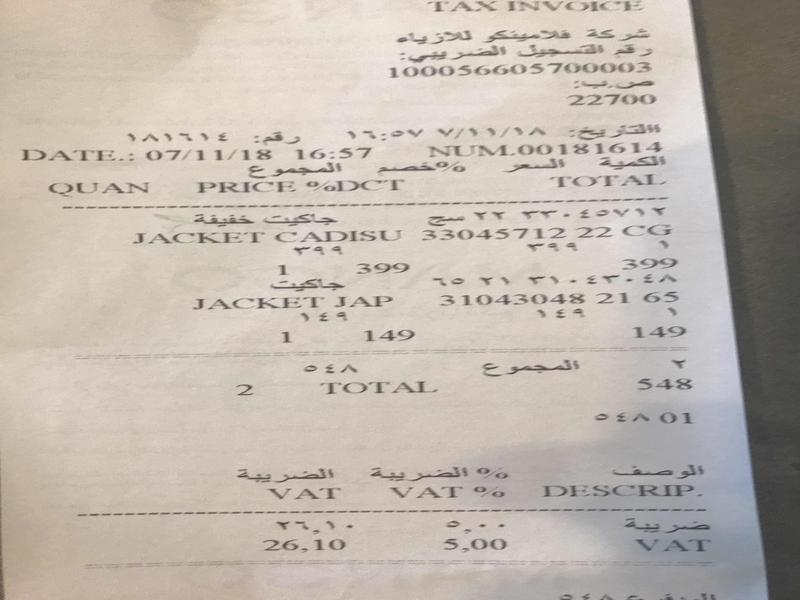 TAX INVOICE
شركة فلامينكو للازياء
رقم التسجيل الضريبي:
100056605700003
ص.ب:
22700
التاريخ: ٧/١١/١٨ ١٦:٥٧ رقم: ١٨١٦١٤
DATE.: 07/11/18 16:57 NUM.00181614
الكمية السعر %خصم المجموع
QUAN PRICE %DCT TOTAL
٣٣٠٤٥٧١٢ ٢٢ سج جاكيت خفيفة
JACKET CADISU 33045712 22 CG
١ ٣٩٩ ٣٩٩
1 399 399
٣١٠٤٣٠٤٨ ٢١ ٦٥ جاكيت
JACKET JAP 31043048 21 65
١ ١٤٩ ١٤٩
1 149 149
٢ المجموع ٥٤٨
2 TOTAL 548
٥٤٨ 01
الوصف %الضريبة الضريبة
VAT VAT % DESCRIP.
ضريبة ٥,٠٠ ٢٦,١٠
26,10 5,00 VAT